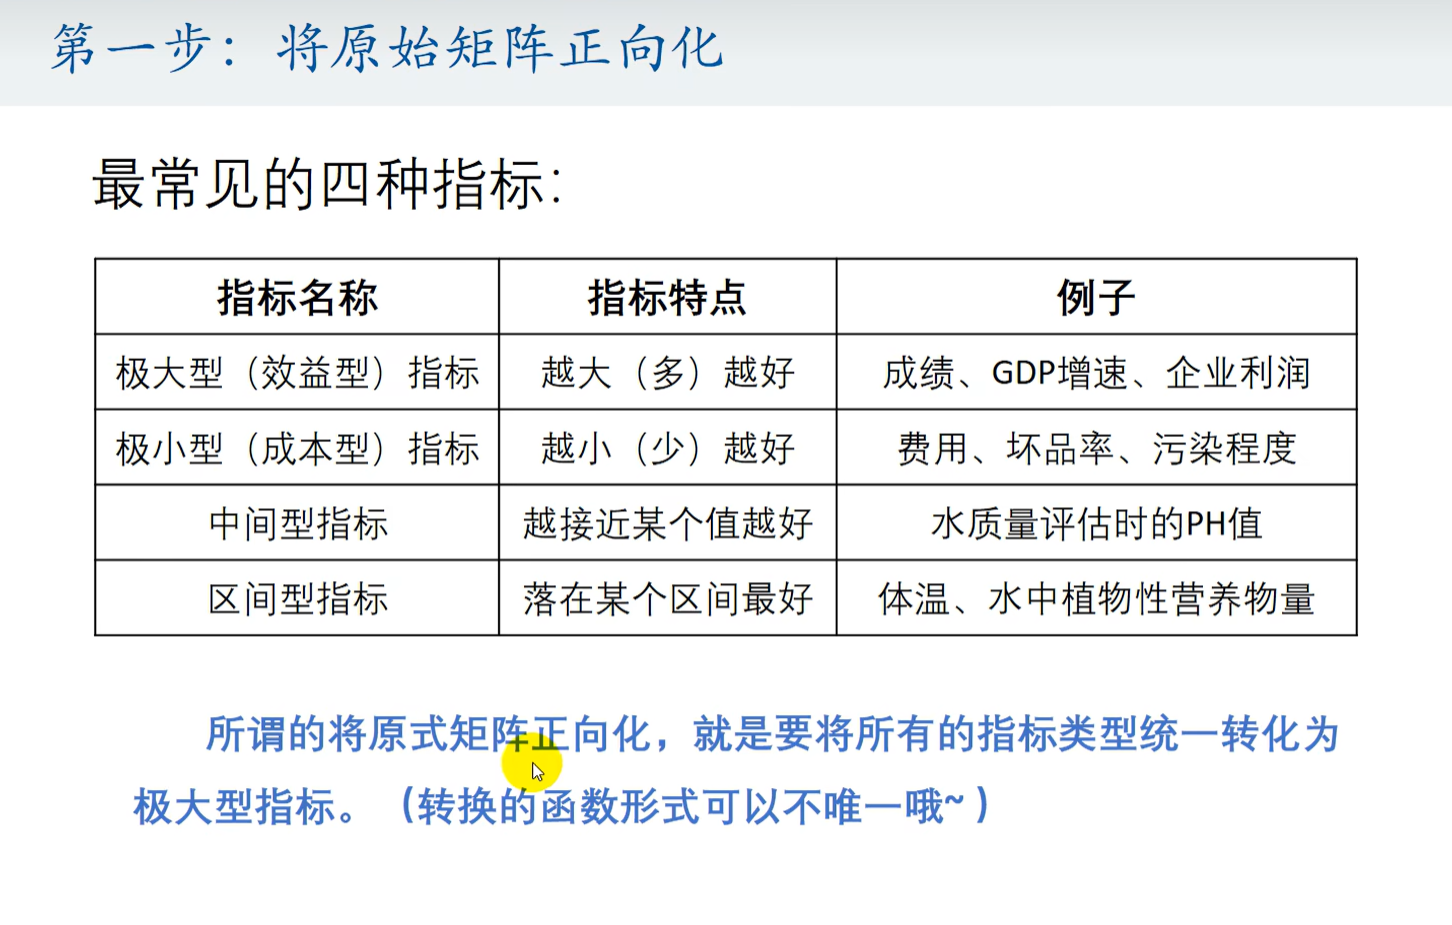 第一步：将原始矩阵正向化
最常见的四种指标：
指标名称 指标特点 例子
极大型（效益型）指标 越大（多）越好 成绩、GDP增速、企业利润
极小型（成本型）指标 越小（少）越好 费用、坏品率、污染程度
中间型指标 越接近某个值越好 水质量评估时的PH值
区间型指标 落在某个区间最好 体温、水中植物性营养物量
所谓的将原式矩阵正向化，就是要将所有的指标类型统一转化为
极大型指标。（转换的函数形式可以不唯一哦~）